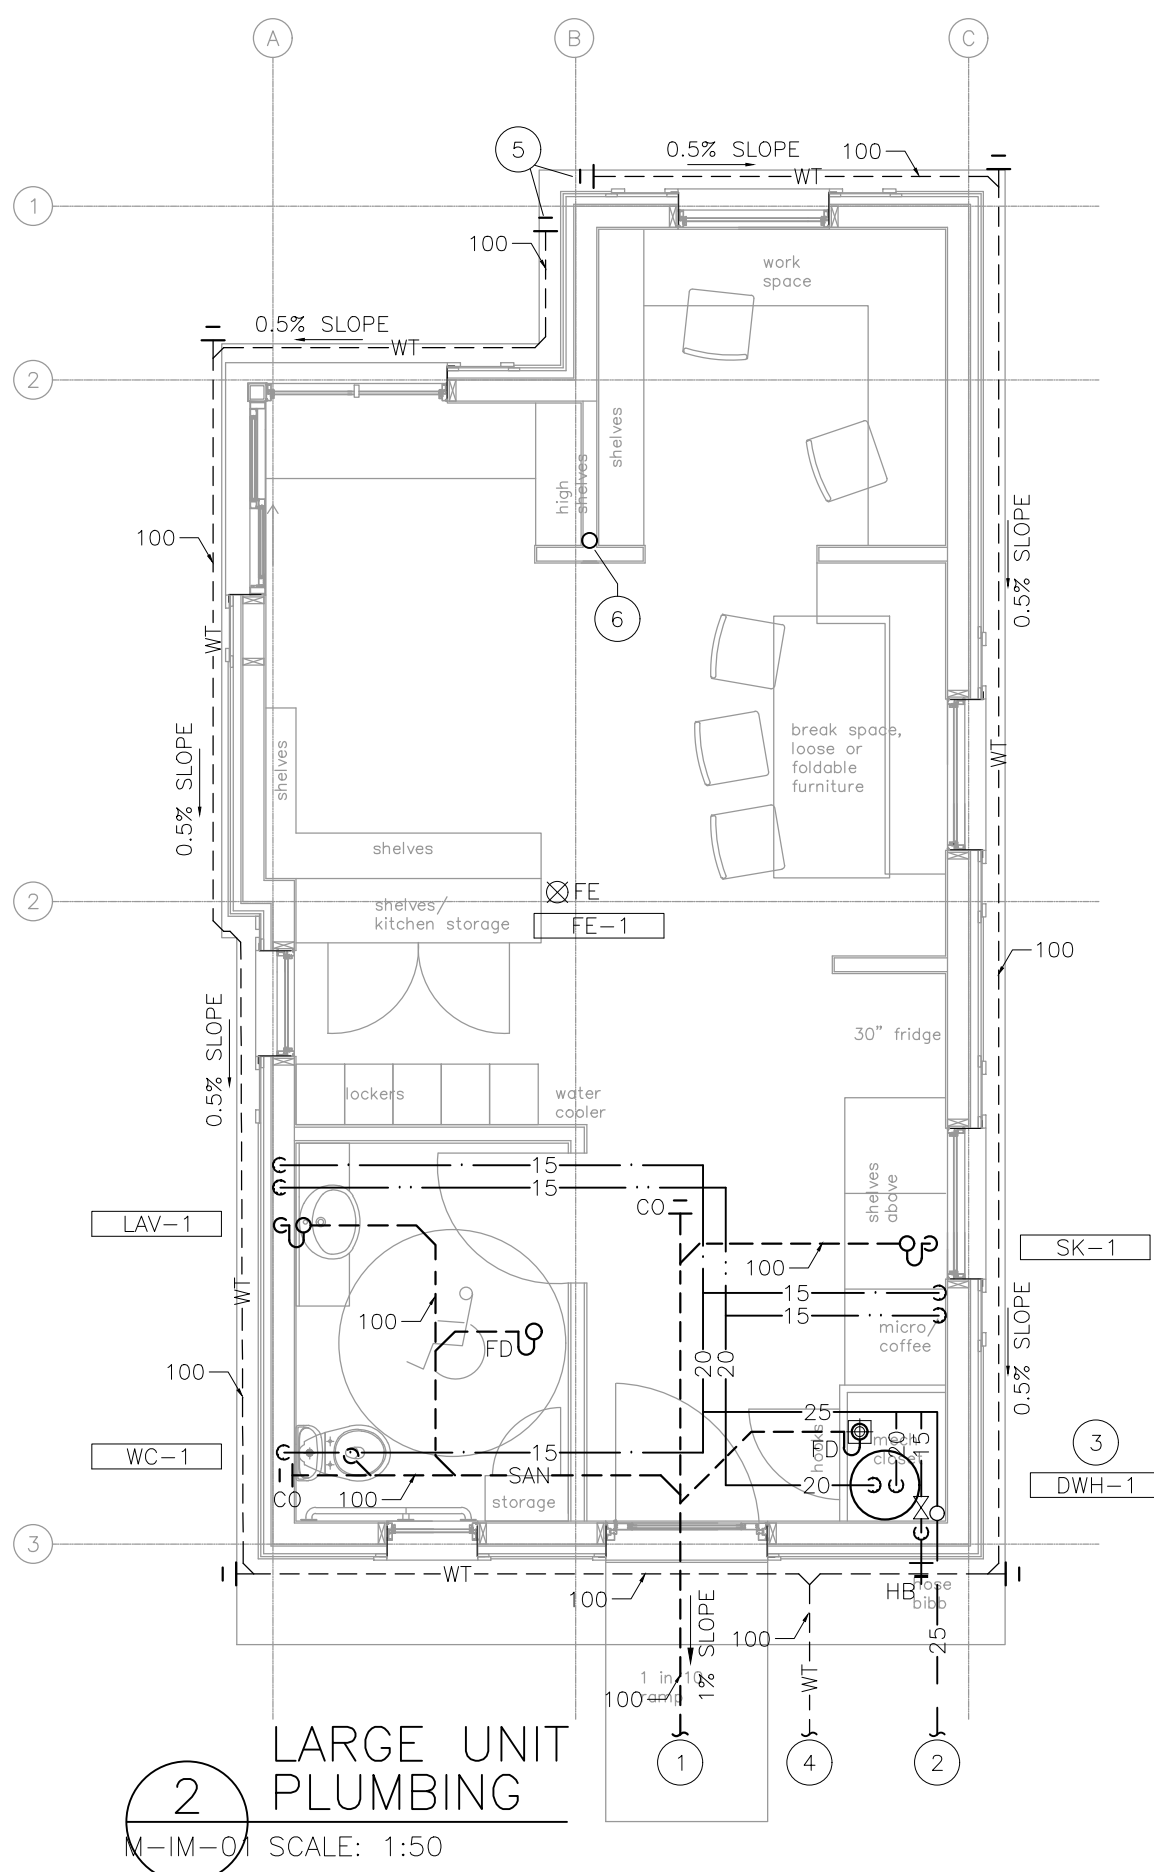 A
B
C
5
0.5% SLOPE
100
WT
1
100
work
space
0.5% SLOPE
WT
2
shelves
high
shelves
100
0.5% SLOPE
6
WT
0.5% SLOPE
shelves
break space,
loose or
foldable
furniture
WT
shelves
FE
2
shelves/
kitchen storage
FE-1
100
0.5% SLOPE
30" fridge
lockers
water
cooler
15
15
CO
shelves
above
LAV-1
SK-1
100
WT
15
15
100
FD
micro/
coffee
20
20
0.5% SLOPE
100
25
hooks
FD
mech
closet
20
15
3
WC-1
15
SAN
20
DWH-1
CO
100
storage
3
WT
100
HB
hose
bibb
1% SLOPE
100
25
1 in 10
ramp
100
WT
1
4
2
LARGE UNIT
PLUMBING
2
M-IM-01
SCALE: 1:50